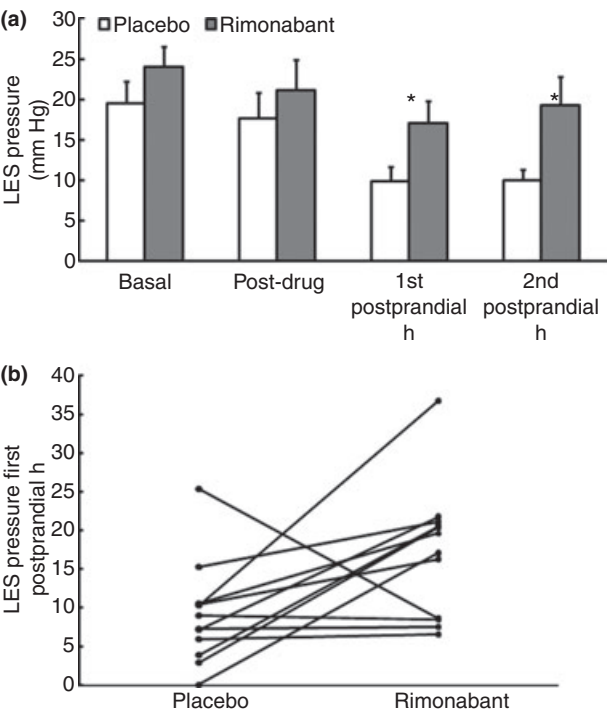 (a)
30
Placebo Rimonabant
25
20
15
10
5
0
LES pressure
(mm Hg)
* *
Basal Post-drug 1st 2nd
postprandial postprandial
h h
(b)
40
35
30
25
20
15
10
5
0
LES pressure first
postprandial h
Placebo Rimonabant